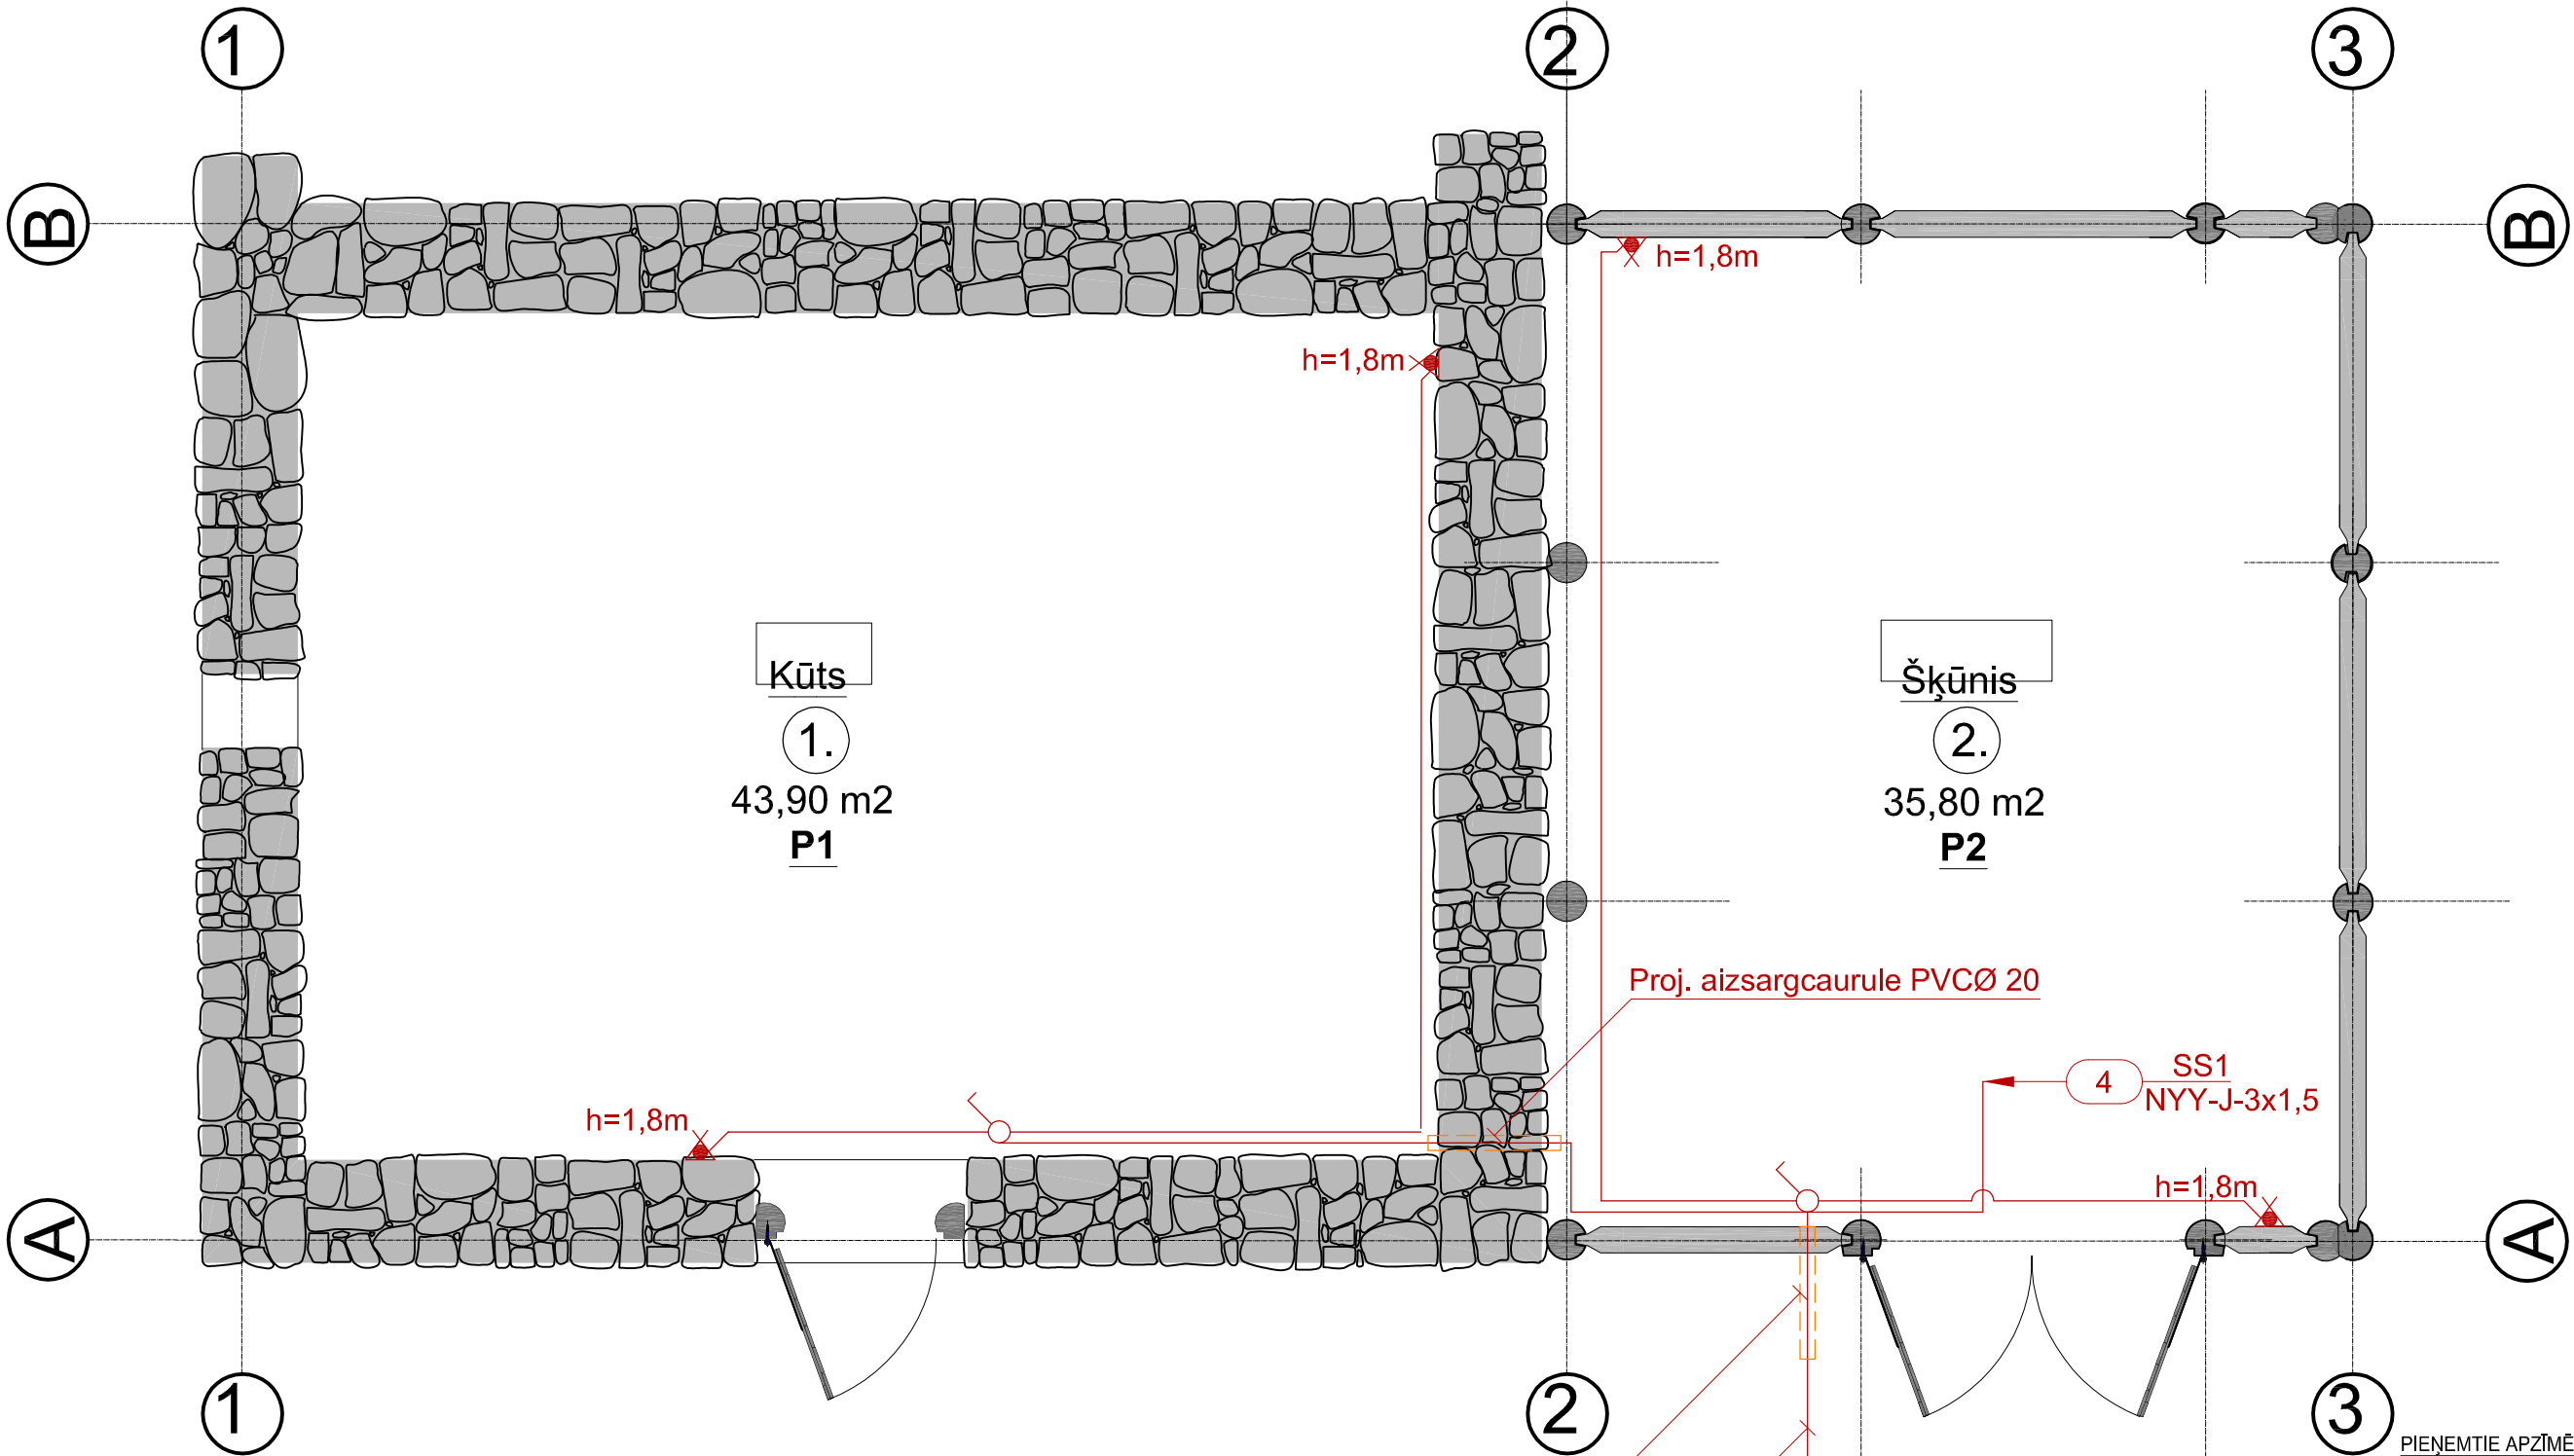 1
2
3
B
B
h=1,8m
h=1,8m
Kūts
1.
43,90 m2
P1
Šķūnis
2.
35,80 m2
P2
Proj. aizsargcaurule PVCØ 20
4
SS1
NYY-J-3x1,5
h=1,8m
h=1,8m
A
A
1
2
3
PIEŅEMTIE APZĪMĒ